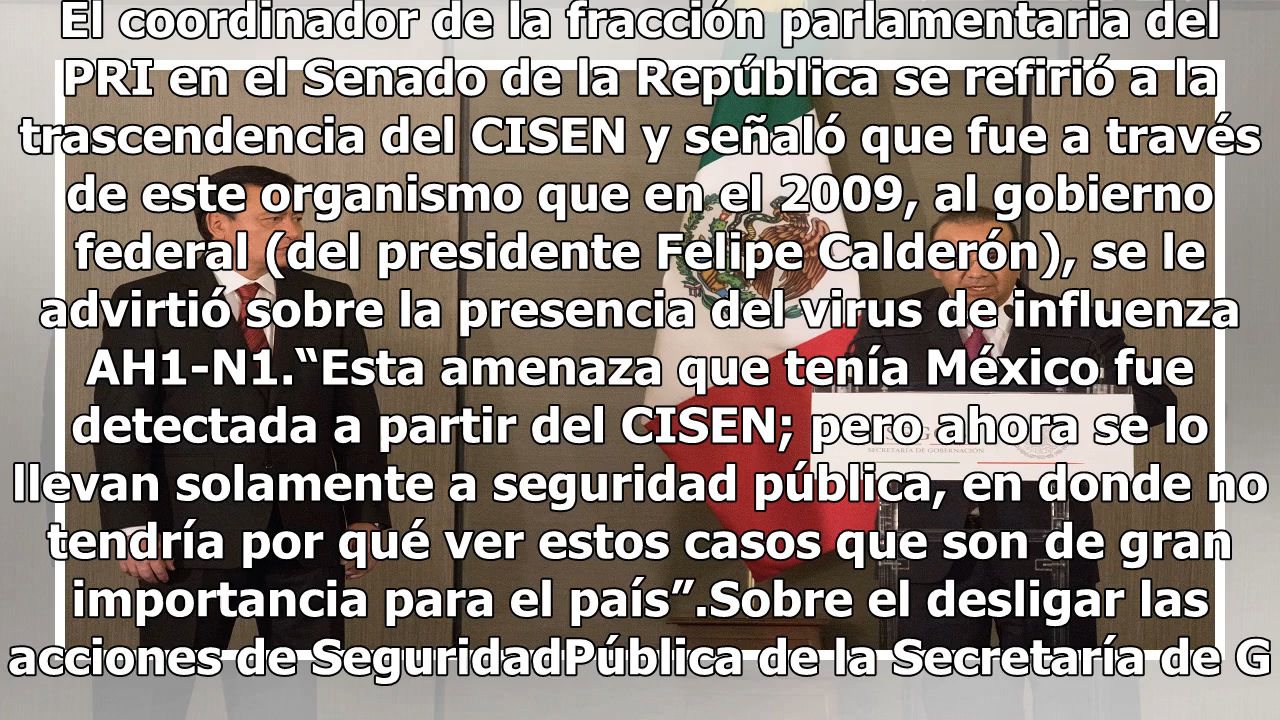 El coordinador de la fracción parlamentaria del
PRI en el Senado de la República se refirió a la
trascendencia del CISEN y señaló que fue a través
de este organismo que en el 2009, al gobierno
federal (del presidente Felipe Calderón), se le
advirtió sobre la presencia del virus de influenza
AH1-N1.“Esta amenaza que tenía México fue
detectada a partir del CISEN; pero ahora se lo
llevan solamente a seguridad pública, en donde no
tendría por qué ver estos casos que son de gran
importancia para el país”.Sobre el desligar las
acciones de SeguridadPública de la Secretaría de G
SECRETARÍA DE GOBERNACIÓN